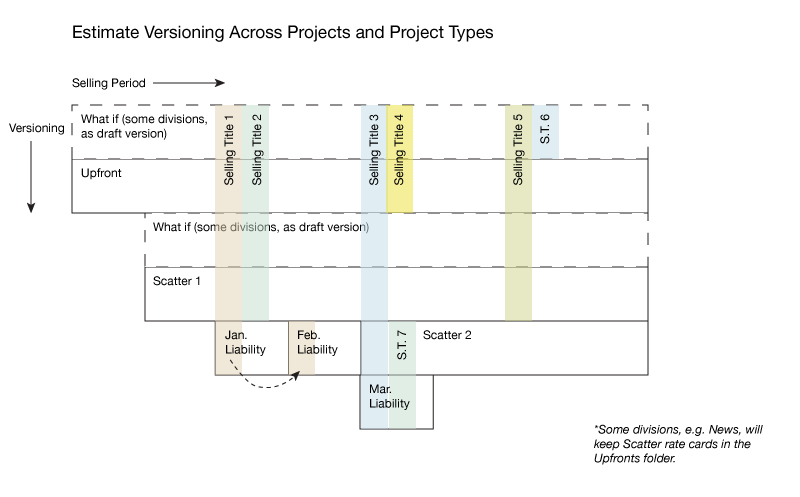 Estimate Versioning Across Projects and Project Types
Selling Period
Versioning
What if (some divisions,
as draft version)
Selling Title 1
Selling Title 2
Selling Title 3
Selling Title 4
Selling Title 5
S.T. 6
Upfront
What if (some divisions, as draft version)
Scatter 1
Jan.
Liability
Feb.
Liability
S.T. 7
Scatter 2
Mar.
Liability
*Some divisions, e.g. News, will
keep Scatter rate cards in the
Upfronts folder.